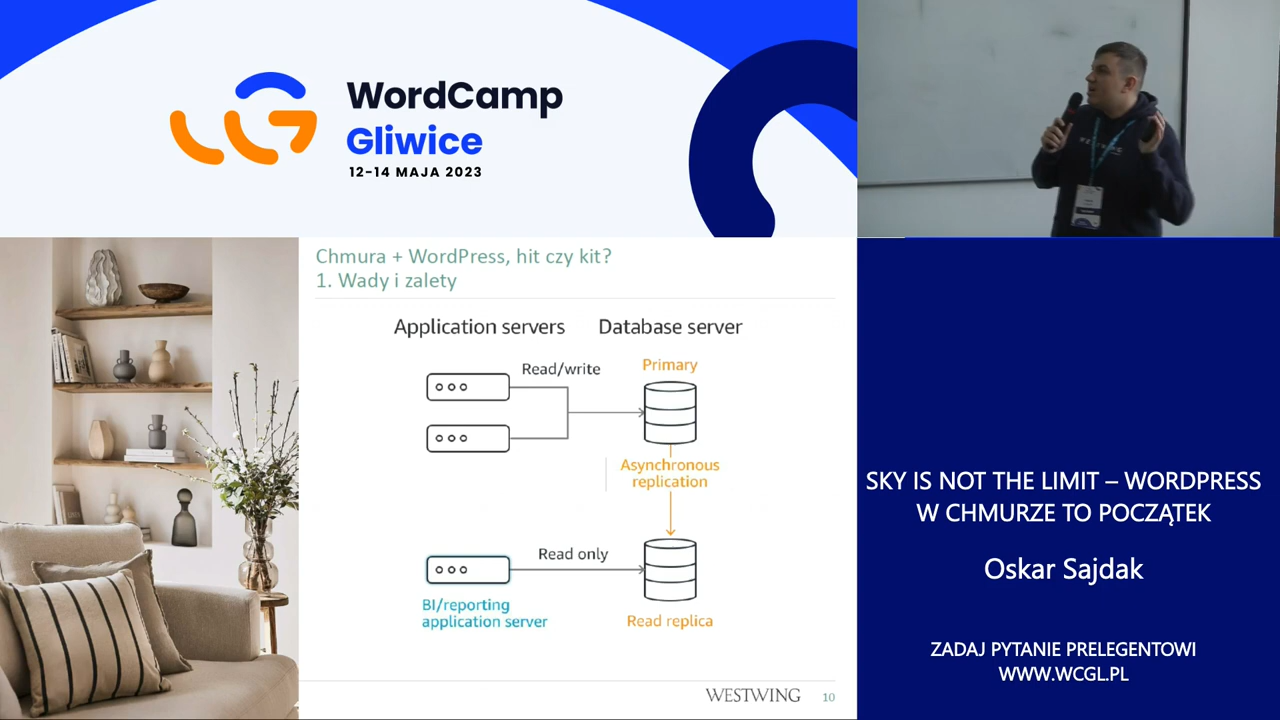 WordCamp
Gliwice
12-14 MAJA 2023
Chmura + WordPress, hit czy kit?
1. Wady i zalety
Application servers
Database server
Read/write
Primary
Asynchronous
replication
Read only
BI/reporting
application server
Read replica
WESTWING
10
SKY IS NOT THE LIMIT – WORDPRESS
W CHMURZE TO POCZĄTEK
Oskar Sajdak
ZADAJ PYTANIE PRELEGENTOWI
WWW.WCGL.PL